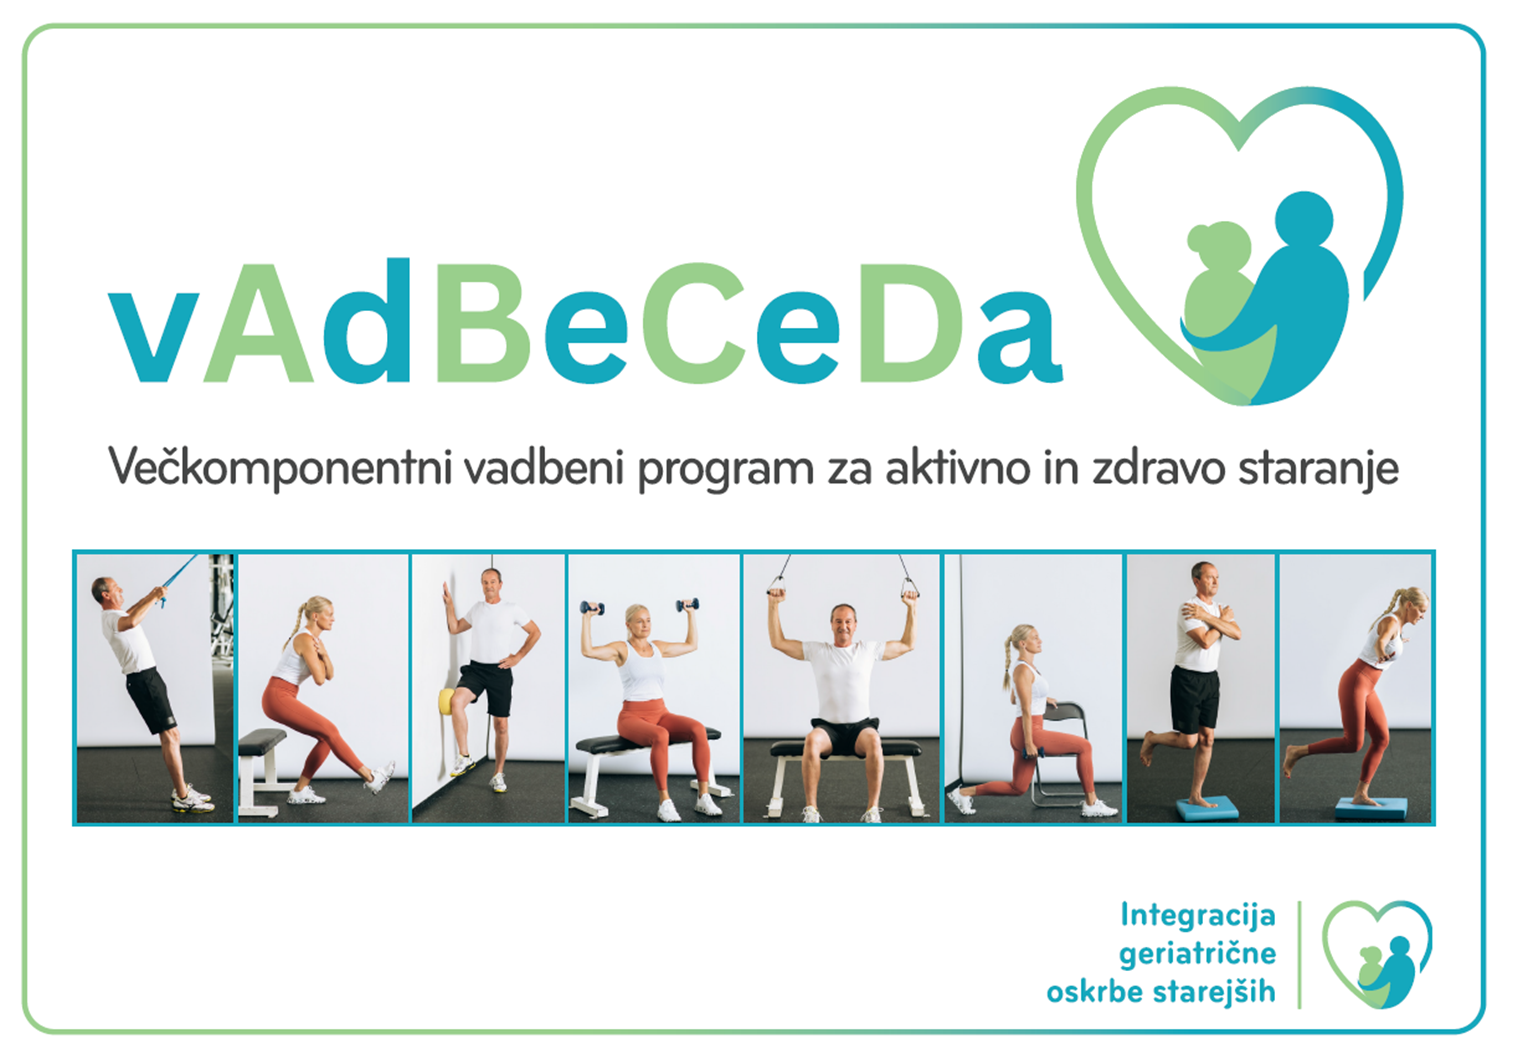 vAdBeCeDa
Večkomponentni vadbeni program za aktivno in zdravo staranje
Integracija
geriatrične
oskrbe starejših